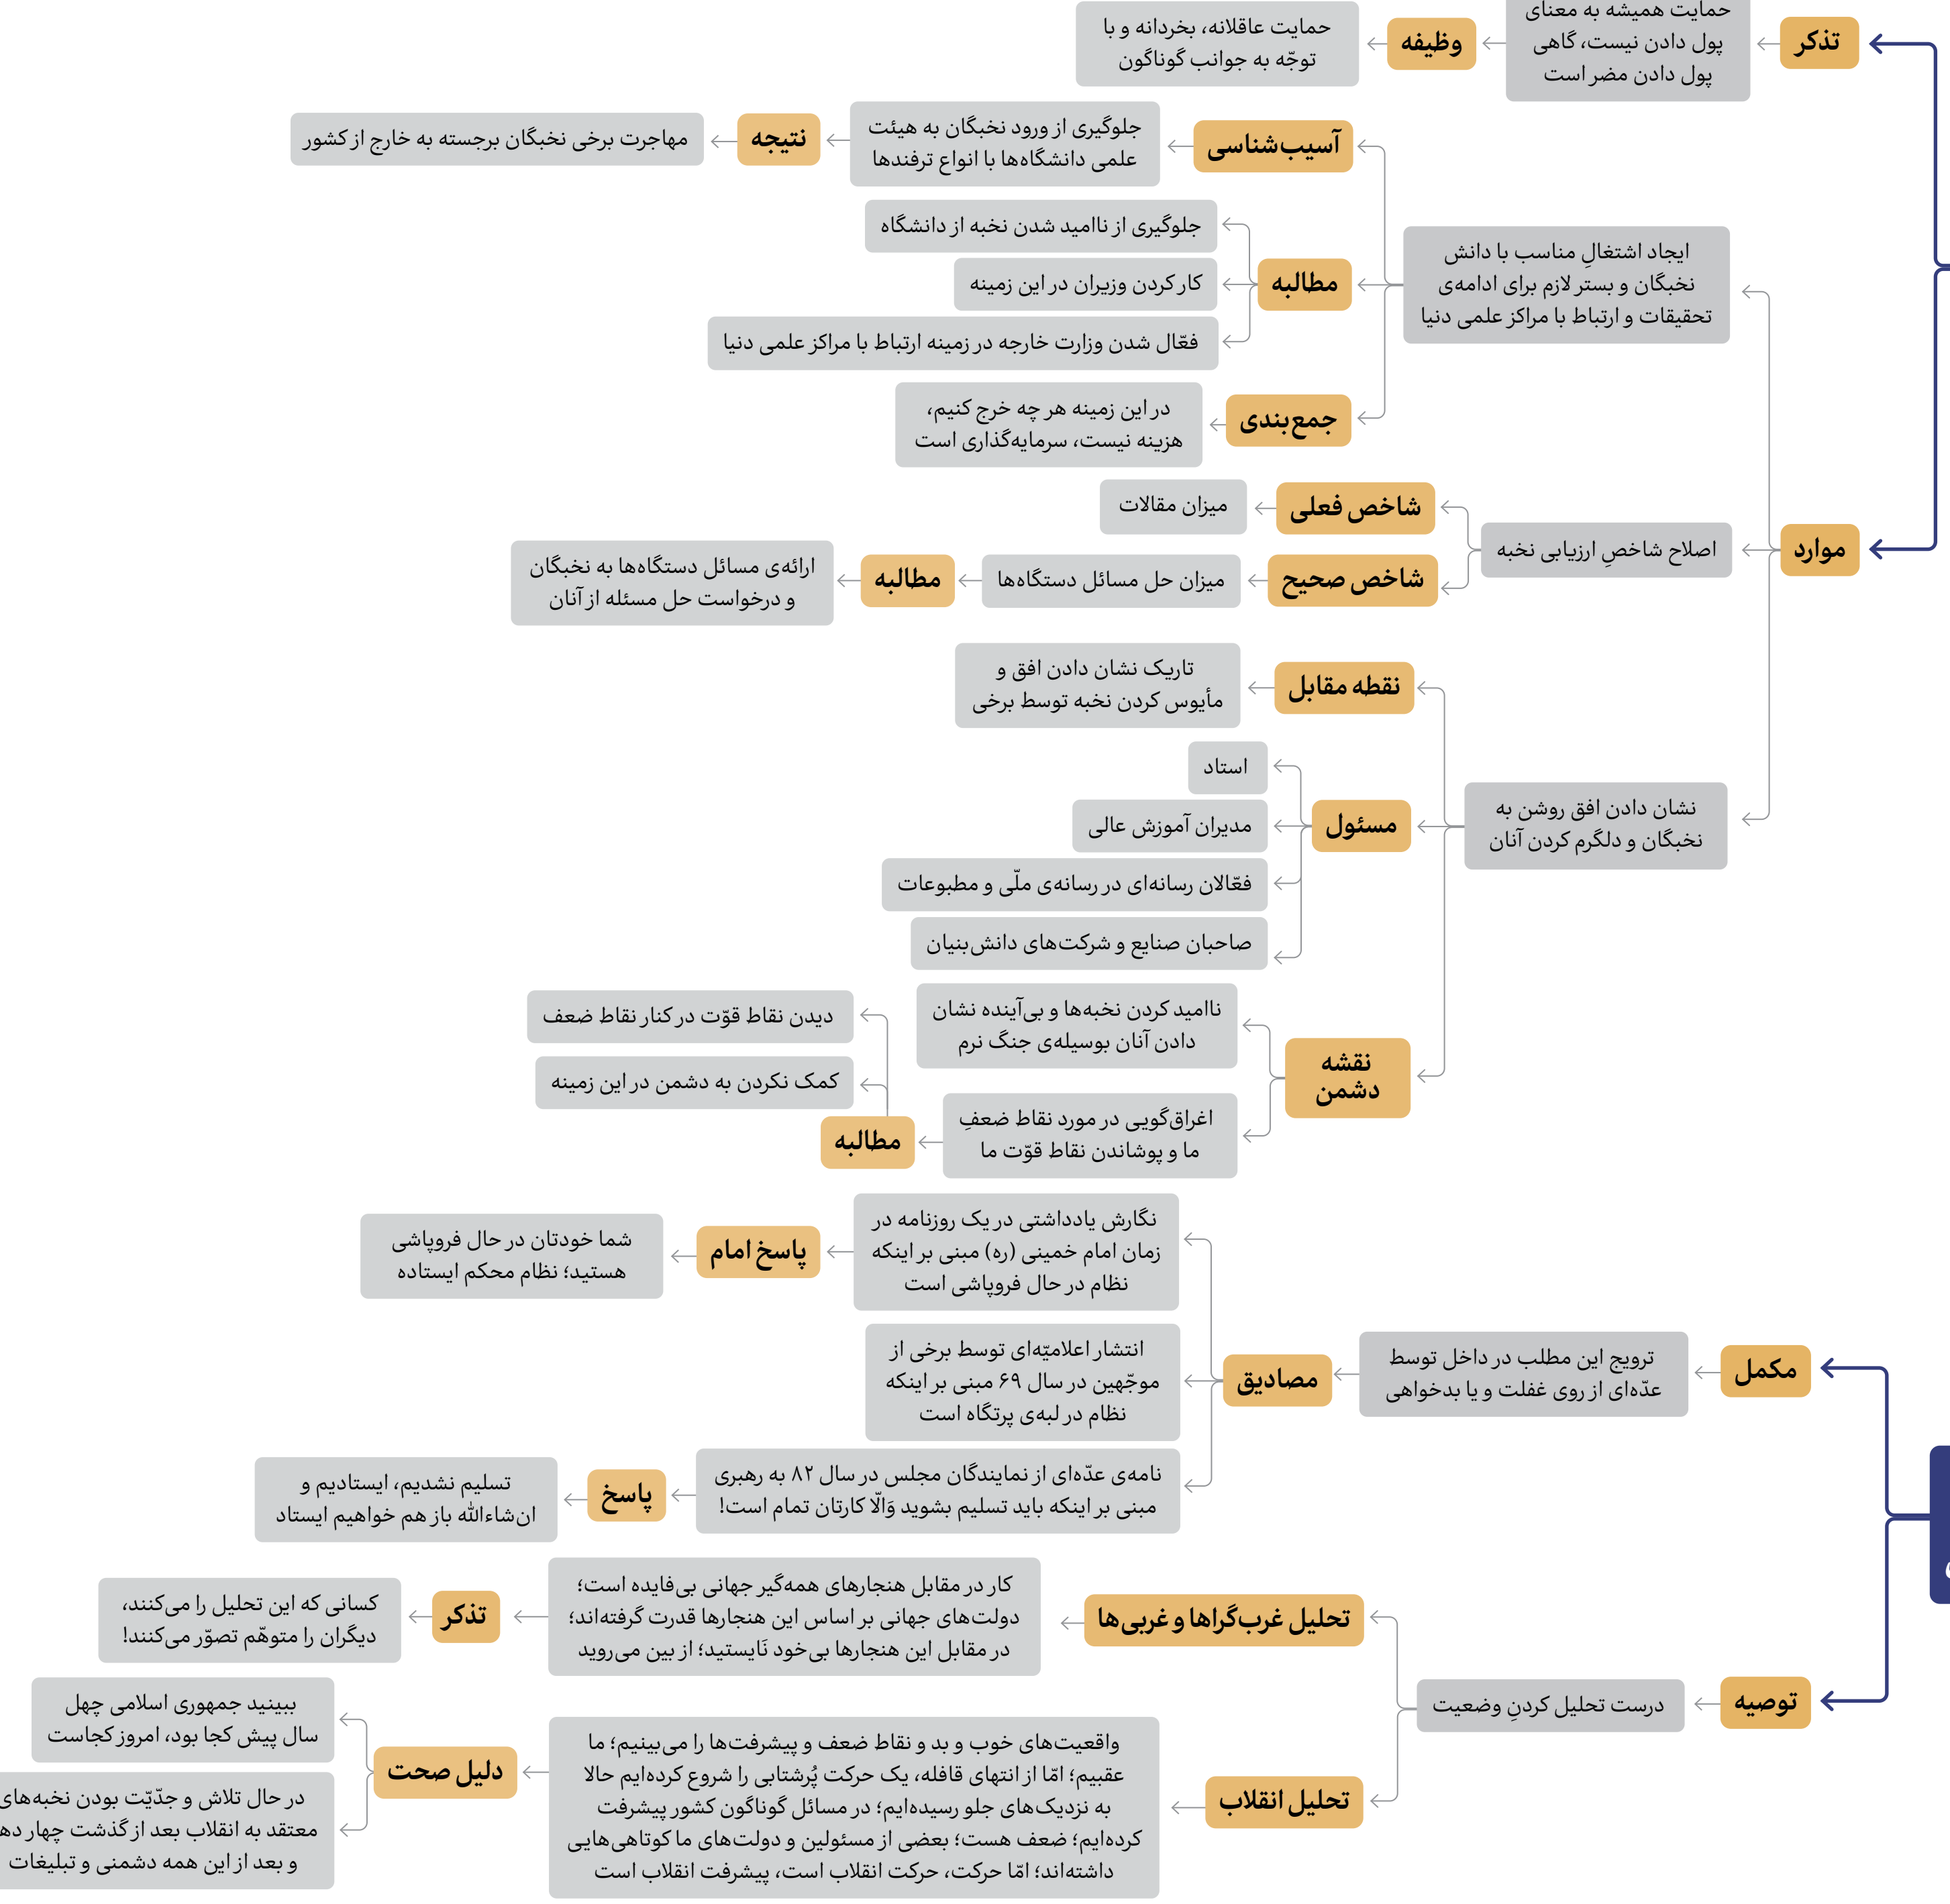 تذکر
حمایت همیشه به معنای
پول دادن نیست، گاهی
پول دادن مضر است
وظیفه
حمایت عاقلانه، بخردانه و با
توجّه به جوانب گوناگون
موارد
ایجاد اشتغالِ مناسب با دانش
نخبگان و بستر لازم برای ادامه‌ی
تحقیقات و ارتباط با مراکز علمی دنیا
آسیب‌شناسی
جلوگیری از ورود نخبگان به هیئت
علمی دانشگاه‌ها با انواع ترفندها
نتیجه
مهاجرت برخی نخبگان برجسته به خارج از کشور
مطالبه
جلوگیری از ناامید شدن نخبه از دانشگاه
کار کردن وزیران در این زمینه
فعّال شدن وزارت خارجه در زمینه ارتباط با مراکز علمی دنیا
جمع‌بندی
در این زمینه هر چه خرج کنیم،
هزینه نیست، سرمایه‌گذاری است
اصلاح شاخصِ ارزیابی نخبه
شاخص فعلی
میزان مقالات
شاخص صحیح
میزان حل مسائل دستگاه‌ها
مطالبه
ارائه‌ی مسائل دستگاه‌ها به نخبگان
و درخواست حل مسئله از آنان
نشان دادن افق روشن به
نخبگان و دلگرم کردن آنان
نقطه مقابل
تاریک نشان دادن افق و
مأیوس کردن نخبه توسط برخی
مسئول
استاد
مدیران آموزش عالی
فعّالان رسانه‌ای در رسانه‌ی ملّی و مطبوعات
صاحبان صنایع و شرکت‌های دانش‌بنیان
نقشه
دشمن
ناامید کردن نخبه‌ها و بی‌آینده نشان
دادن آنان بوسیله‌ی جنگ نرم
اغراق‌گویی در مورد نقاط ضعفِ
ما و پوشاندن نقاط قوّت ما
مطالبه
دیدن نقاط قوّت در کنار نقاط ضعف
کمک نکردن به دشمن در این زمینه
مکمل
ترویج این مطلب در داخل توسط
عدّه‌ای از روی غفلت و یا بدخواهی
مصادیق
نگارش یادداشتی در یک روزنامه در
زمان امام خمینی (ره) مبنی بر اینکه
نظام در حال فروپاشی است
پاسخ امام
شما خودتان در حال فروپاشی
هستید؛ نظام محکم ایستاده
انتشار اعلامیّه‌ای توسط برخی از
موجّهین در سال ۶۹ مبنی بر اینکه
نظام در لبه‌ی پرتگاه است
نامه‌ی عدّه‌ای از نمایندگان مجلس در سال ۸۲ به رهبری
مبنی بر اینکه باید تسلیم بشوید وَالّا کارتان تمام است!
پاسخ
تسلیم نشدیم، ایستادیم و
ان‌شاءالله باز هم خواهیم ایستاد
توصیه
درست تحلیل کردنِ وضعیت
تحلیل غرب‌گراها و غربی‌ها
کار در مقابل هنجارهای همه‌گیر جهانی بی‌فایده است؛
دولت‌های جهانی بر اساس این هنجارها قدرت گرفته‌اند؛
در مقابل این هنجارها بی‌خود نَایستید؛ از بین می‌روید
تذکر
کسانی که این تحلیل را می‌کنند،
دیگران را متوهّم تصوّر می‌کنند!
تحلیل انقلاب
واقعیت‌های خوب و بد و نقاط ضعف و پیشرفت‌ها را می‌بینیم؛ ما
عقبیم؛ امّا از انتهای قافله، یک حرکت پُرشتابی را شروع کرده‌ایم حالا
به نزدیک‌های جلو رسیده‌ایم؛ در مسائل گوناگون کشور پیشرفت
کرده‌ایم؛ ضعف هست؛ بعضی از مسئولین و دولت‌های ما کوتاهی‌هایی
داشته‌اند؛ امّا حرکت، حرکت انقلاب است، پیشرفت انقلاب است
دلیل صحت
ببینید جمهوری اسلامی چهل
سال پیش کجا بود، امروز کجاست
در حال تلاش و جدّیّت بودن نخبه‌های
معتقد به انقلاب بعد از گذشت چهار
و بعد از این همه دشمنی و تبلیغات